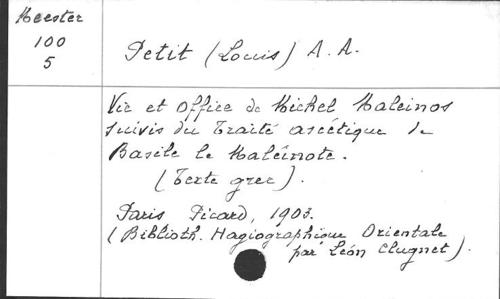 Meester
100
5
Petit (Louis) A. A.
Vie et Office de Michel Maleinos
suivis du Traité ascétique de
Basile le Maléinote.
(Texte grec).
Paris Picard, 1903.
(Biblioth. Hagiographique Orientale
par Léon Clugnet).